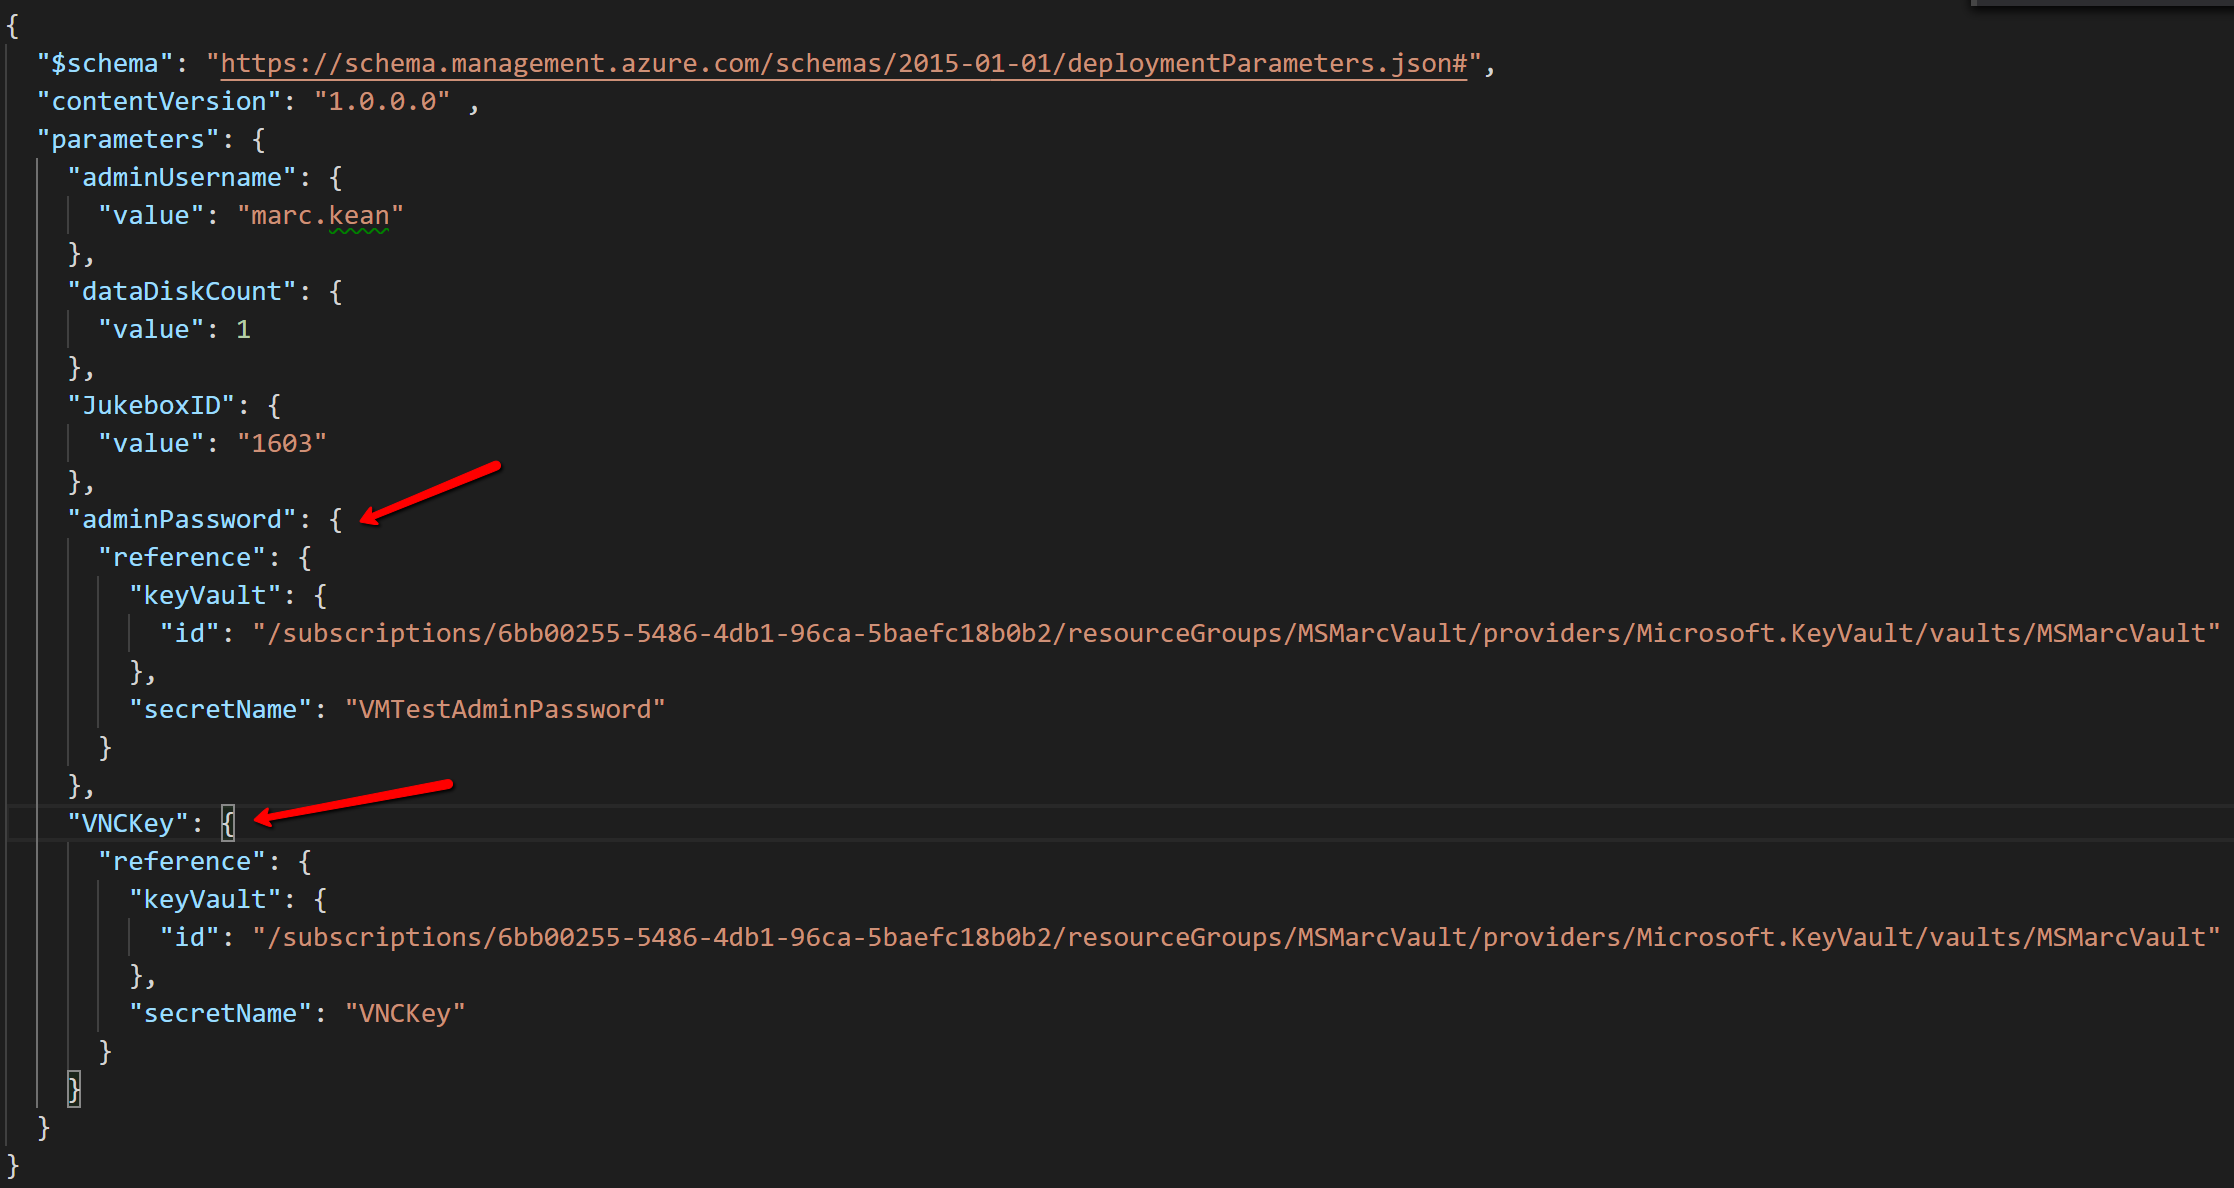 {
"$schema": "https://schema.management.azure.com/schemas/2015-01-01/deploymentParameters.json#",
"contentVersion": "1.0.0.0" ,
"parameters": {
"adminUsername": {
"value": "marc.kean"
},
"dataDiskCount": {
"value": 1
},
"JukeboxID": {
"value": "1603"
},
"adminPassword": {
"reference": {
"keyVault": {
"id": "/subscriptions/6bb00255-5486-4db1-96ca-5baefc18b0b2/resourceGroups/MSMarcVault/providers/Microsoft.KeyVault/vaults/MSMarcVault"
},
"secretName": "VMTestAdminPassword"
}
},
"VNCKey": {
"reference": {
"keyVault": {
"id": "/subscriptions/6bb00255-5486-4db1-96ca-5baefc18b0b2/resourceGroups/MSMarcVault/providers/Microsoft.KeyVault/vaults/MSMarcVault"
},
"secretName": "VNCKey"
}
}
}
}